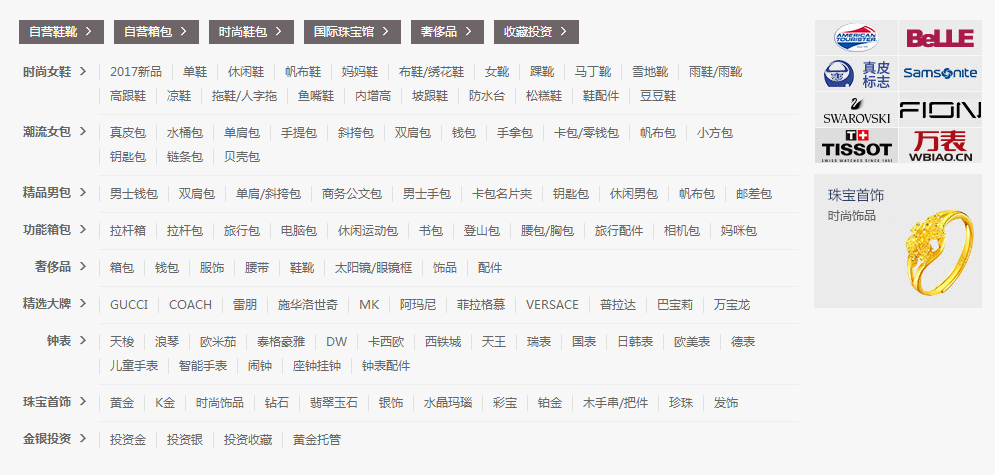 自营鞋靴 自营箱包 时尚鞋包 国际珠宝馆 奢侈品 收藏投资
时尚女鞋 2017新品 单鞋 休闲鞋 帆布鞋 妈妈鞋 布鞋/绣花鞋 女靴 踝靴 马丁靴 雪地靴 雨鞋/雨靴
高跟鞋 凉鞋 拖鞋/人字拖 鱼嘴鞋 内增高 坡跟鞋 防水台 松糕鞋 鞋配件 豆豆鞋
潮流女包 真皮包 水桶包 单肩包 手提包 斜挎包 双肩包 钱包 手拿包 卡包/零钱包 帆布包 小方包
钥匙包 链条包 贝壳包
精品男包 男士钱包 双肩包 单肩/斜挎包 商务公文包 男士手包 卡包名片夹 钥匙包 休闲男包 帆布包 邮差包
功能箱包 拉杆箱 拉杆包 旅行包 电脑包 休闲运动包 书包 登山包 腰包/胸包 旅行配件 相机包 妈咪包
奢侈品 箱包 钱包 服饰 腰带 鞋靴 太阳镜/眼镜框 饰品 配件
精选大牌 GUCCI COACH 雷朋 施华洛世奇 MK 阿玛尼 菲拉格慕 VERSACE 普拉达 巴宝莉 万宝龙
钟表 天梭 浪琴 欧米茄 泰格豪雅 DW 卡西欧 西铁城 天王 瑞表 国表 日韩表 欧美表 德表
儿童手表 智能手表 闹钟 座钟挂钟 钟表配件
珠宝首饰 黄金 K金 时尚饰品 钻石 翡翠玉石 银饰 水晶玛瑙 彩宝 铂金 木手串/把件 珍珠 发饰
金银投资 投资金 投资银 投资收藏 黄金托管
AMERICAN
TOURISTER
BeLLE
真皮
标志
Samsonite
SWAROVSKI
FION
TISSOT
SWISS WATCHES SINCE 1853
万表
WBIAO.CN
珠宝首饰
时尚饰品